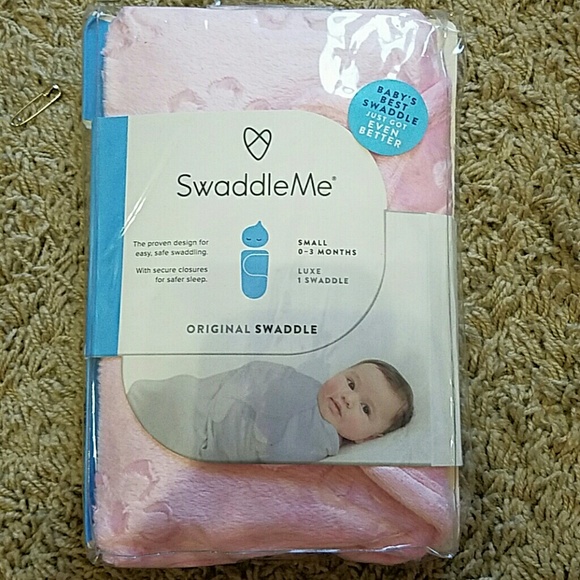 BABY'S
BEST
SWADDLE
JUST GOT
EVEN
BETTER
SwaddleMe®
The proven design for
easy, safe swaddling.
With secure closures
for safer sleep.
SMALL
0–3 MONTHS
LUXE
1 SWADDLE
ORIGINAL SWADDLE